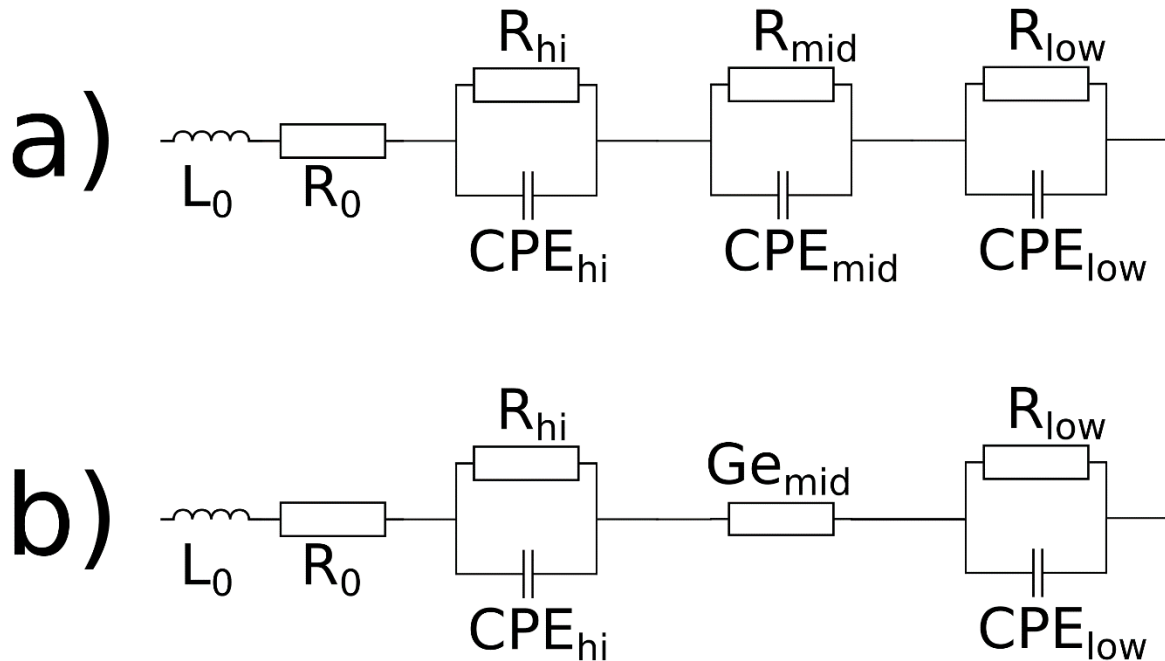 R_hi R_mid R_low
a)
L_0 R_0
CPE_hi CPE_mid CPE_low
R_hi R_low
Ge_mid
b)
L_0 R_0
CPE_hi CPE_low